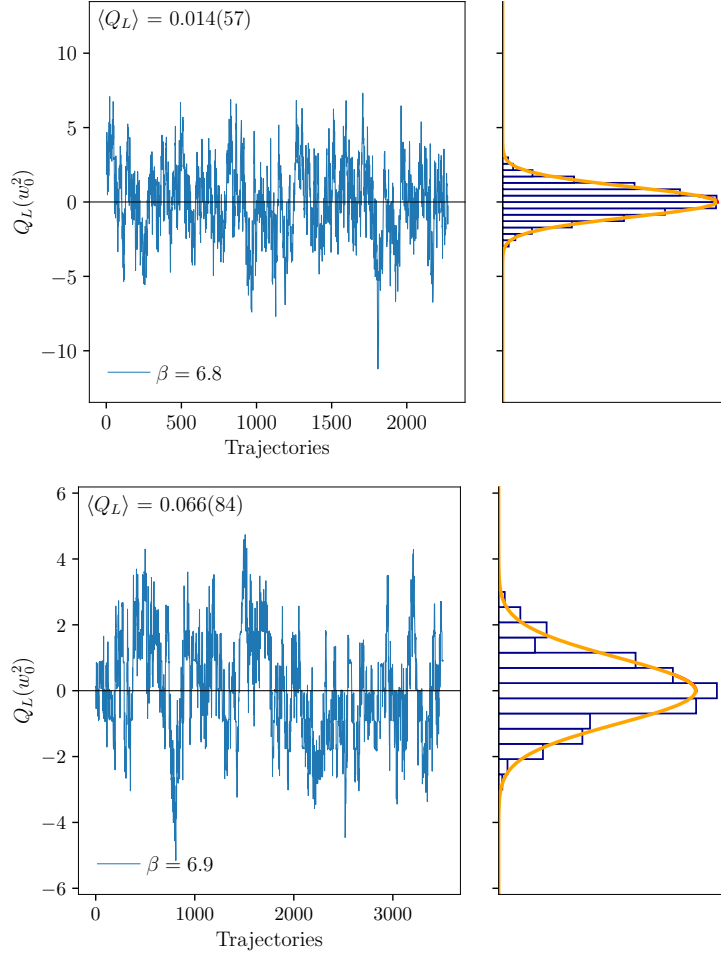 ⟨Q_L⟩ = 0.014(57)
10
5
0
−5
−10
Q_L(w_0^2)
β = 6.8
0 500 1000 1500 2000
Trajectories
⟨Q_L⟩ = 0.066(84)
6
4
2
0
−2
−4
−6
Q_L(w_0^2)
β = 6.9
0 1000 2000 3000
Trajectories